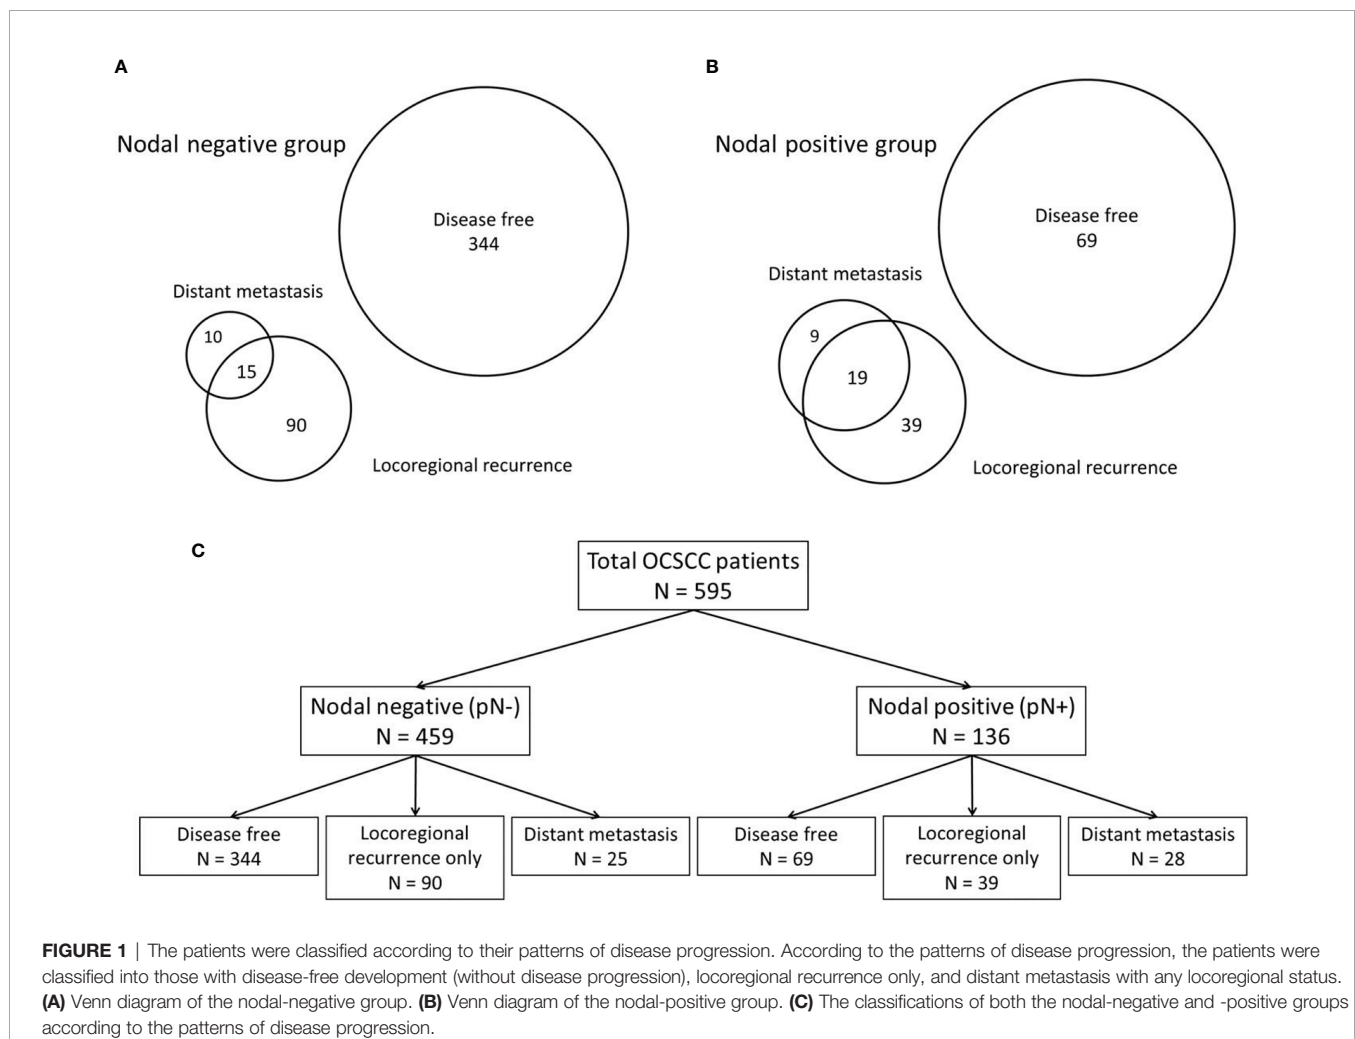 A
Nodal negative group
Disease free
344
Distant metastasis
10
15
90
Locoregional recurrence
B
Nodal positive group
Disease free
69
Distant metastasis
9
19
39
Locoregional recurrence
C
Total OCSCC patients
N = 595
Nodal negative (pN-)
N = 459
Nodal positive (pN+)
N = 136
Disease free
N = 344
Locoregional
recurrence only
N = 90
Distant metastasis
N = 25
Disease free
N = 69
Locoregional
recurrence only
N = 39
Distant metastasis
N = 28
FIGURE 1 | The patients were classified according to their patterns of disease progression. According to the patterns of disease progression, the patients were
classified into those with disease-free development (without disease progression), locoregional recurrence only, and distant metastasis with any locoregional status.
(A) Venn diagram of the nodal-negative group. (B) Venn diagram of the nodal-positive group. (C) The classifications of both the nodal-negative and -positive groups
according to the patterns of disease progression.